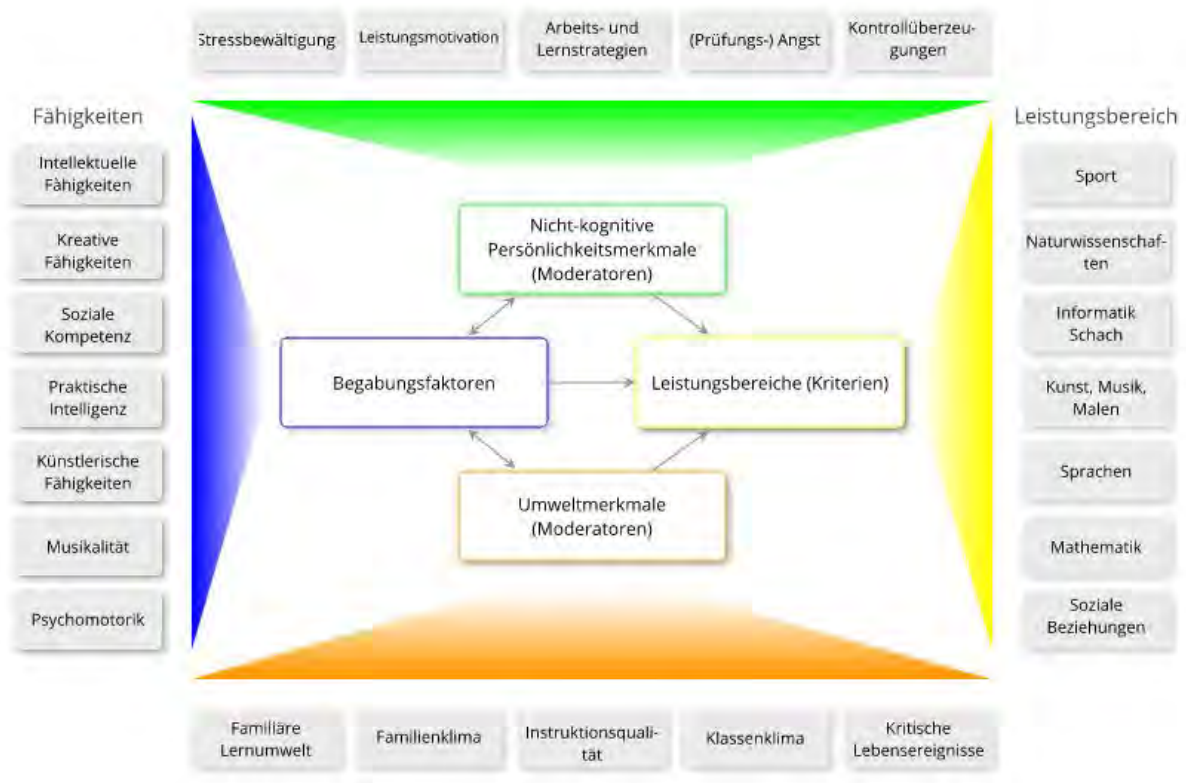 Stressbewältigung
Leistungsmotivation
Arbeits- und
Lernstrategien
(Prüfungs-) Angst
Kontrollüberzeu-
gungen
Fähigkeiten
Intellektuelle
Fähigkeiten
Kreative
Fähigkeiten
Soziale
Kompetenz
Praktische
Intelligenz
Künstlerische
Fähigkeiten
Musikalität
Psychomotorik
Nicht-kognitive
Persönlichkeitsmerkmale
(Moderatoren)
Begabungsfaktoren
Leistungsbereiche (Kriterien)
Umweltmerkmale
(Moderatoren)
Leistungsbereich
Sport
Naturwissenschaf-
ten
Informatik
Schach
Kunst, Musik,
Malen
Sprachen
Mathematik
Soziale
Beziehungen
Familiäre
Lernumwelt
Familienklima
Instruktionsquali-
tät
Klassenklima
Kritische
Lebensereignisse